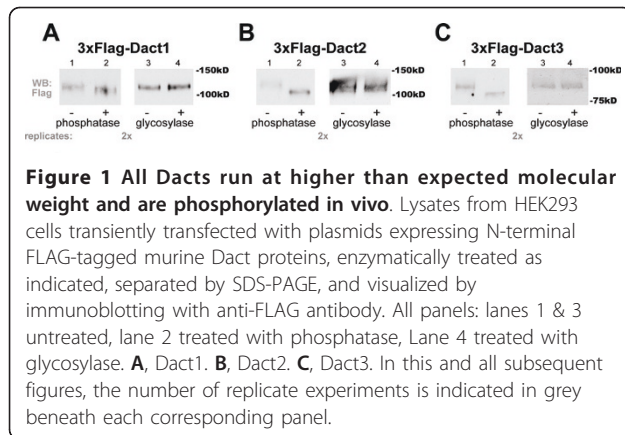 A B C
3xFlag-Dact1 3xFlag-Dact2 3xFlag-Dact3
1 2 3 4 -150kD 1 2 3 4 -150kD 1 2 3 4 -100kD
WB:
Flag
-100kD -100kD -75kD
- + - + - + - + - + - +
phosphatase glycosylase phosphatase glycosylase phosphatase glycosylase
replicates: 2x 2x 2x
Figure 1 All Dacts run at higher than expected molecular
weight and are phosphorylated in vivo. Lysates from HEK293
cells transiently transfected with plasmids expressing N-terminal
FLAG-tagged murine Dact proteins, enzymatically treated as
indicated, separated by SDS-PAGE, and visualized by
immunoblotting with anti-FLAG antibody. All panels: lanes 1 & 3
untreated, lane 2 treated with phosphatase, Lane 4 treated with
glycosylase. A, Dact1. B, Dact2. C, Dact3. In this and all subsequent
figures, the number of replicate experiments is indicated in grey
beneath each corresponding panel.